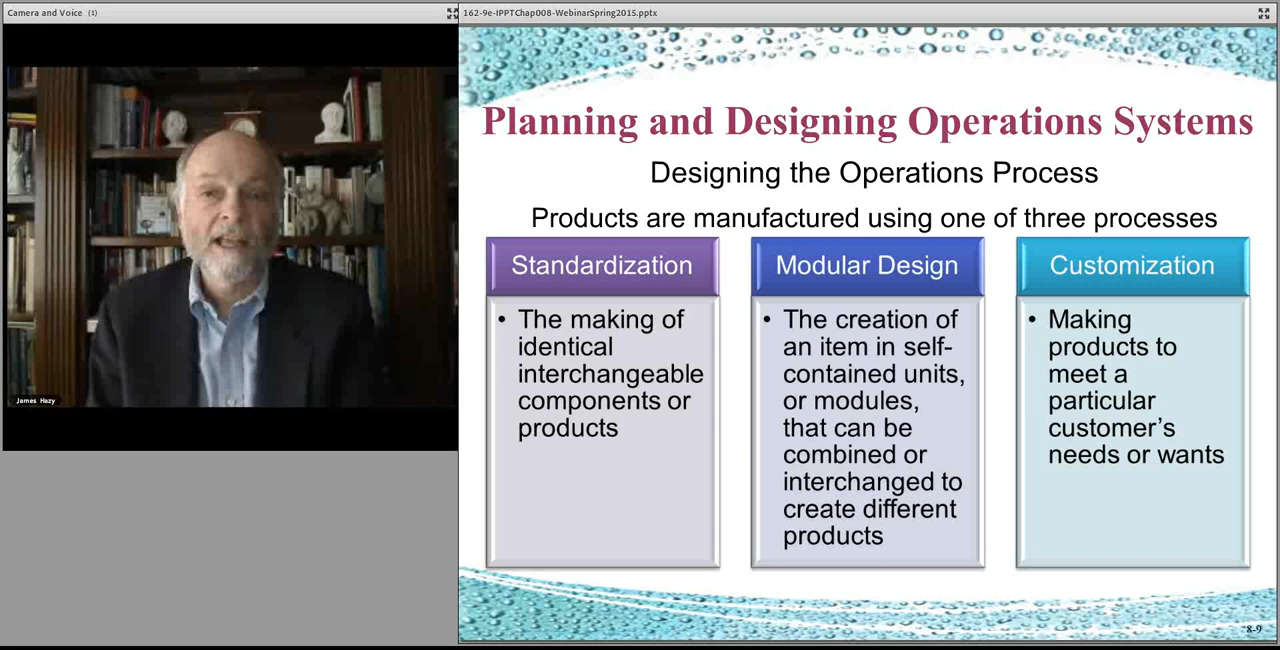 Camera and Voice (1)
162-9e-IPPTChap008-WebinarSpring2015.pptx
James Hazy
Planning and Designing Operations Systems
Designing the Operations Process
Products are manufactured using one of three processes
Standardization
• The making of
identical
interchangeable
components or
products
Modular Design
• The creation of
an item in self-
contained units,
or modules,
that can be
combined or
interchanged to
create different
products
Customization
• Making
products to
meet a
particular
customer’s
needs or wants
8-9